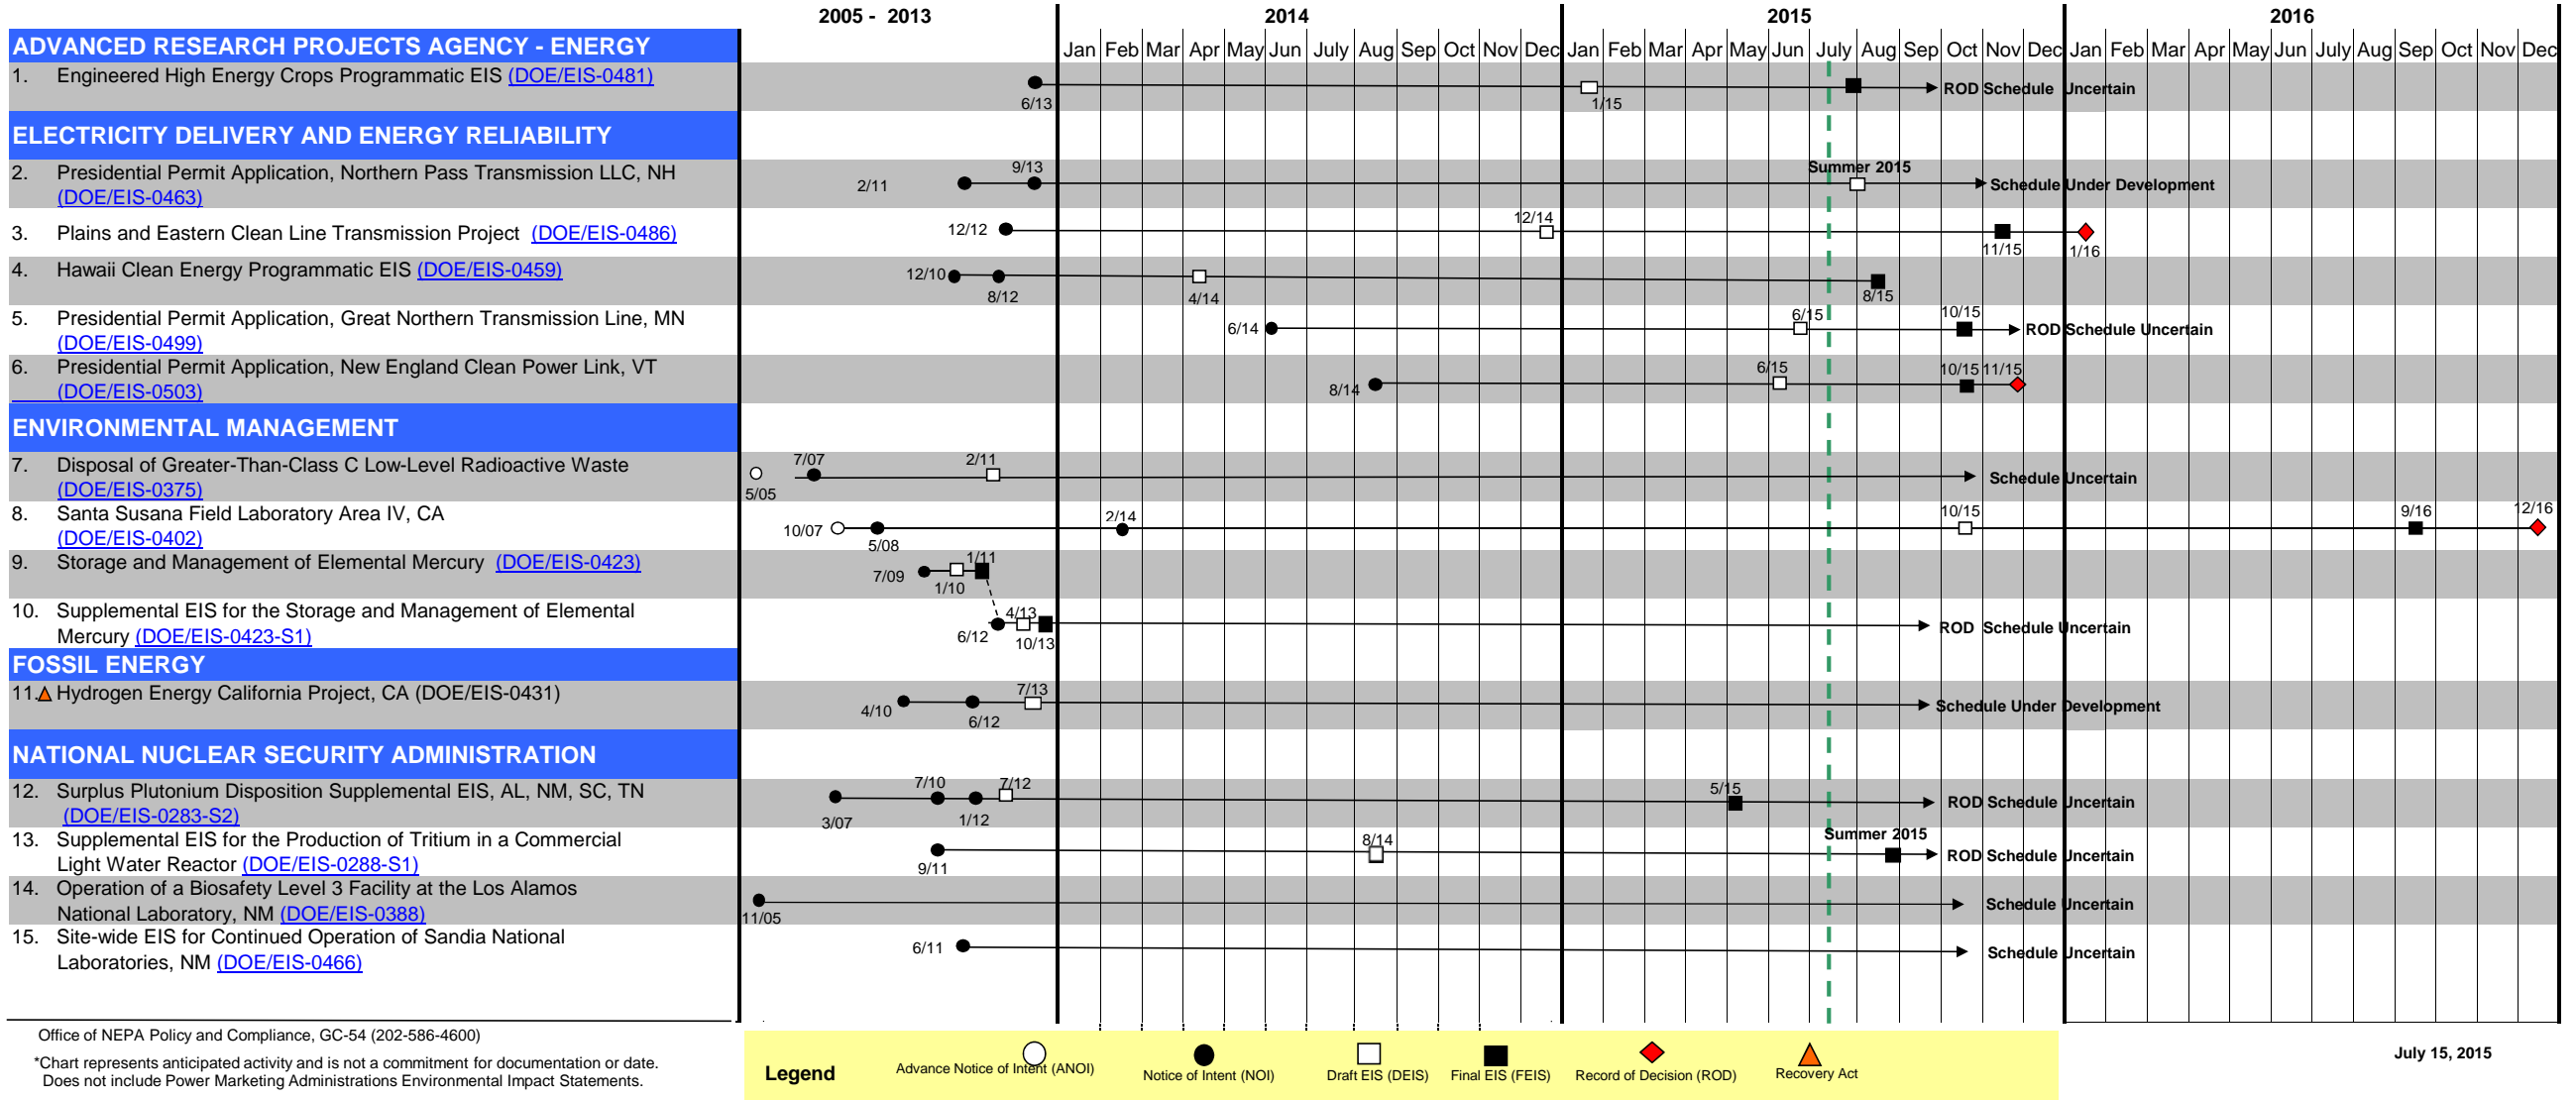 2005 - 2013 2014 2015 2016
ADVANCED RESEARCH PROJECTS AGENCY - ENERGY
Jan Feb Mar Apr May Jun July Aug Sep Oct Nov Dec Jan Feb Mar Apr May Jun July Aug Sep Oct Nov Dec Jan Feb Mar Apr May Jun July Aug Sep Oct Nov Dec
1. Engineered High Energy Crops Programmatic EIS (DOE/EIS-0481)
6/13 1/15 ROD Schedule Uncertain
ELECTRICITY DELIVERY AND ENERGY RELIABILITY
2. Presidential Permit Application, Northern Pass Transmission LLC, NH
(DOE/EIS-0463)
2/11 9/13 Summer 2015 Schedule Under Development
3. Plains and Eastern Clean Line Transmission Project (DOE/EIS-0486)
12/12 12/14 11/15 1/16
4. Hawaii Clean Energy Programmatic EIS (DOE/EIS-0459)
12/10 8/12 4/14 8/15
5. Presidential Permit Application, Great Northern Transmission Line, MN
(DOE/EIS-0499)
6/14 6/15 10/15 ROD Schedule Uncertain
6. Presidential Permit Application, New England Clean Power Link, VT
(DOE/EIS-0503)
8/14 6/15 10/15 11/15
ENVIRONMENTAL MANAGEMENT
7. Disposal of Greater-Than-Class C Low-Level Radioactive Waste
(DOE/EIS-0375)
5/05 7/07 2/11 Schedule Uncertain
8. Santa Susana Field Laboratory Area IV, CA
(DOE/EIS-0402)
10/07 5/08 2/14 10/15 9/16 12/16
9. Storage and Management of Elemental Mercury (DOE/EIS-0423)
7/09 1/10 1/11
10. Supplemental EIS for the Storage and Management of Elemental
Mercury (DOE/EIS-0423-S1)
6/12 4/13 10/13 ROD Schedule Uncertain
FOSSIL ENERGY
11. Hydrogen Energy California Project, CA (DOE/EIS-0431)
4/10 6/12 7/13 Schedule Under Development
NATIONAL NUCLEAR SECURITY ADMINISTRATION
12. Surplus Plutonium Disposition Supplemental EIS, AL, NM, SC, TN
(DOE/EIS-0283-S2)
3/07 7/10 1/12 7/12 5/15 ROD Schedule Uncertain
13. Supplemental EIS for the Production of Tritium in a Commercial
Light Water Reactor (DOE/EIS-0288-S1)
9/11 8/14 Summer 2015 ROD Schedule Uncertain
14. Operation of a Biosafety Level 3 Facility at the Los Alamos
National Laboratory, NM (DOE/EIS-0388)
11/05 Schedule Uncertain
15. Site-wide EIS for Continued Operation of Sandia National
Laboratories, NM (DOE/EIS-0466)
6/11 Schedule Uncertain
Office of NEPA Policy and Compliance, GC-54 (202-586-4600)
*Chart represents anticipated activity and is not a commitment for documentation or date.
Does not include Power Marketing Administrations Environmental Impact Statements.
Legend Advance Notice of Intent (ANOI) Notice of Intent (NOI) Draft EIS (DEIS) Final EIS (FEIS) Record of Decision (ROD) Recovery Act
July 15, 2015